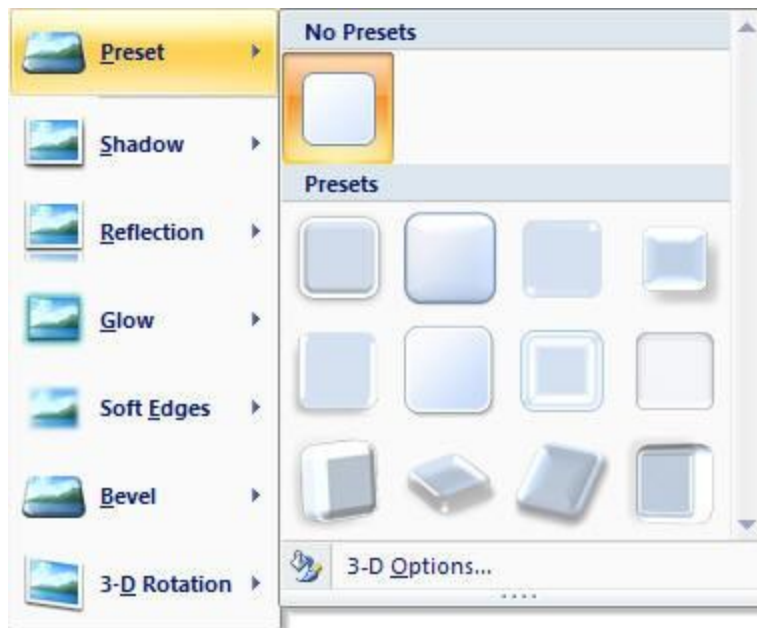 Preset
Shadow
Reflection
Glow
Soft Edges
Bevel
3-D Rotation
No Presets
Presets
3-D Options...